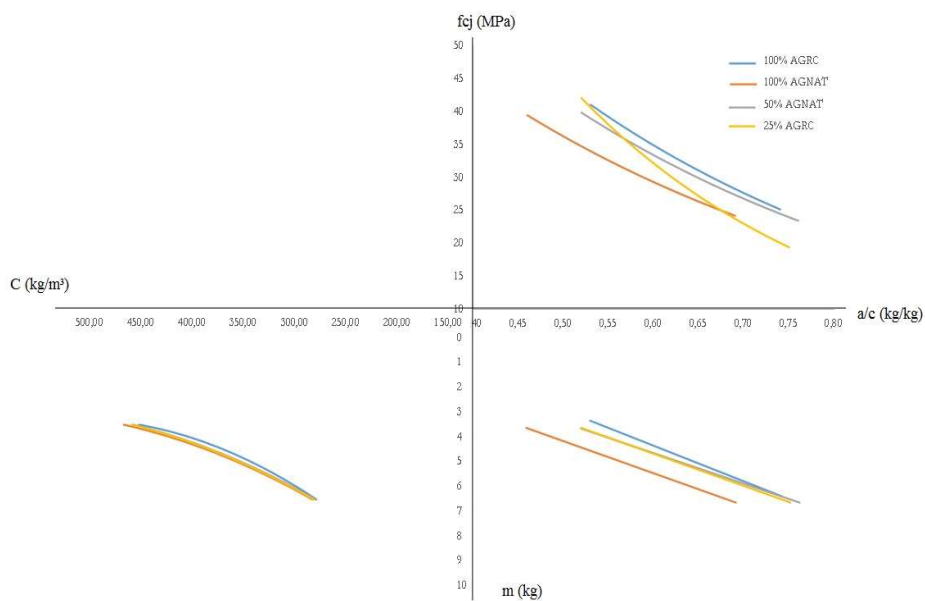 fcj (MPa)
50
45
40
35
30
25
20
15
10
100% AGRC
100% AGNAT
50% AGNAT
25% AGRC
C (kg/m³)
500,00 450,00 400,00 350,00 300,00 250,00 200,00 150,00
40 0,45 0,50 0,55 0,60 0,65 0,70 0,75 0,80
a/c (kg/kg)
0
1
2
3
4
5
6
7
8
9
10
m (kg)